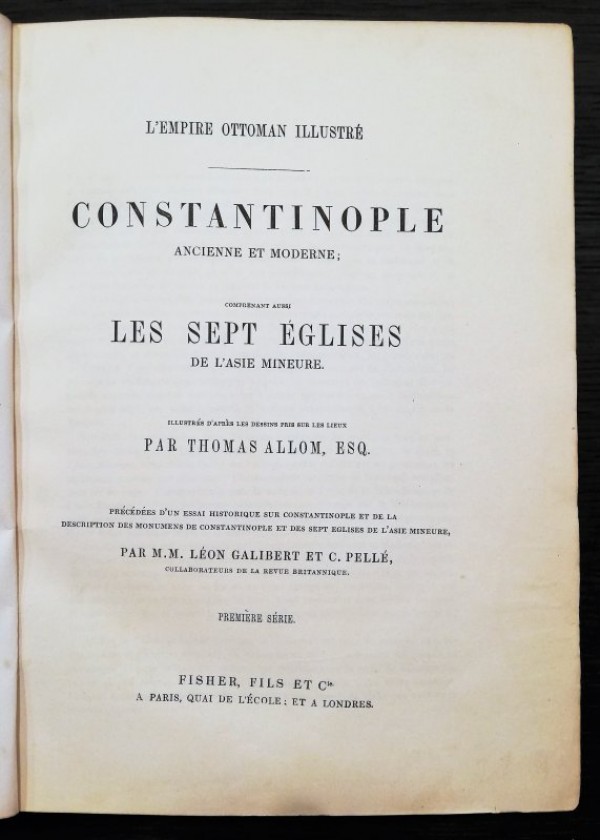 L'EMPIRE OTTOMAN ILLUSTRÉ
CONSTANTINOPLE
ANCIENNE ET MODERNE;
COMPRENANT AUSSI
LES SEPT ÉGLISES
DE L'ASIE MINEURE.
ILLUSTRÉS D'APRÈS LES DESSINS PRIS SUR LES LIEUX
PAR THOMAS ALLOM, ESQ.
PRÉCÉDÉES D'UN ESSAI HISTORIQUE SUR CONSTANTINOPLE ET DE LA
DESCRIPTION DES MONUMENS DE CONSTANTINOPLE ET DES SEPT EGLISES DE L'ASIE MINEURE,
PAR M.M. LÉON GALIBERT ET C. PELLÉ,
COLLABORATEURS DE LA REVUE BRITANNIQUE.
PREMIÈRE SÉRIE.
FISHER, FILS ET Cie.
A PARIS, QUAI DE L'ÉCOLE; ET A LONDRES.